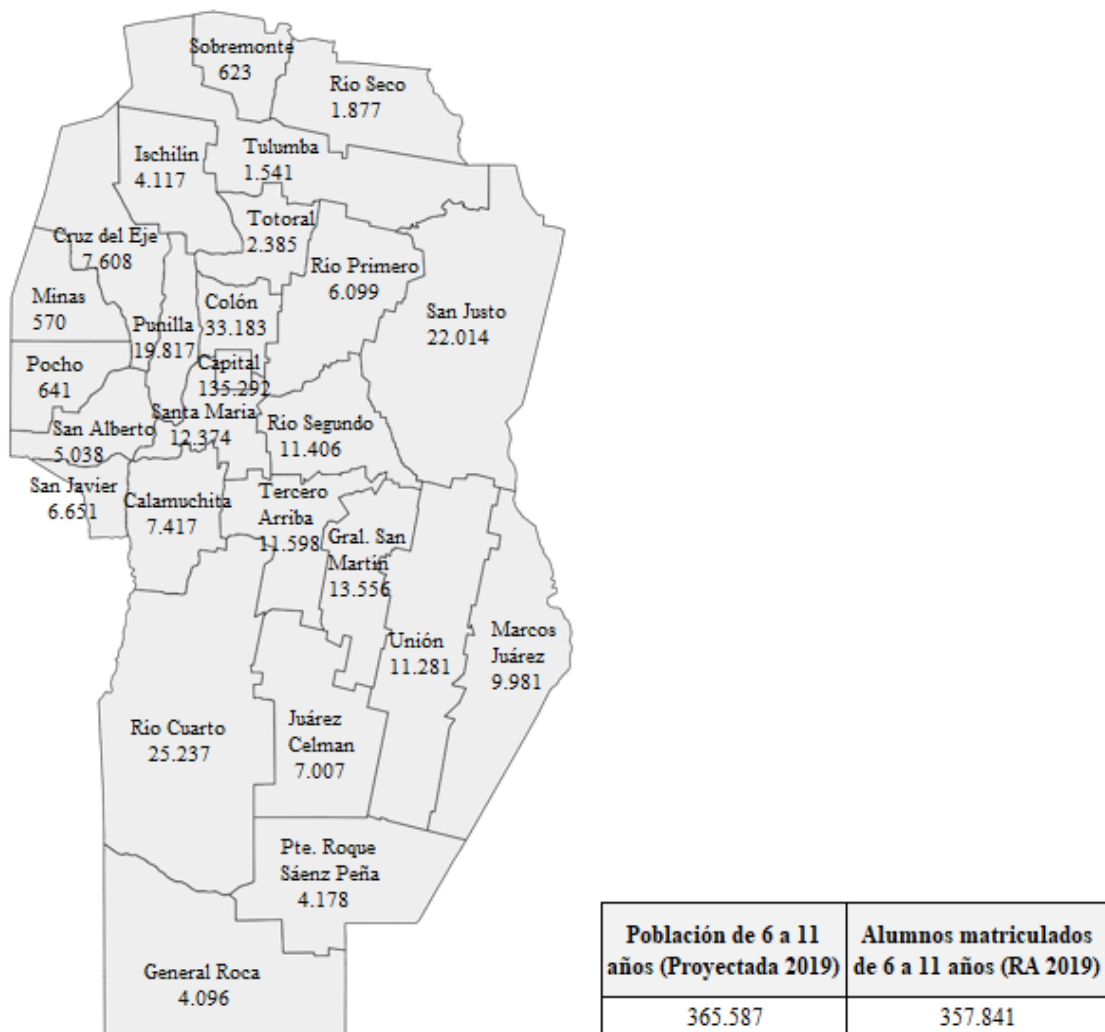 Sobremonte
623
Rio Seco
1.877
Ischilin
4.117
Tulumba
1.541
Totoral
2.385
Cruz del Eje
7.608
Rio Primero
6.099
Minas
570
Colón
33.183
San Justo
22.014
Punilla
19.817
Pocho
641
Capital
135.292
Santa Maria
12.374
San Alberto
5.038
Rio Segundo
11.406
San Javier
6.651
Calamuchita
7.417
Tercero
Arriba
11.598
Gral. San
Martín
13.556
Unión
11.281
Marcos
Juárez
9.981
Río Cuarto
25.237
Juárez
Celman
7.007
Pte. Roque
Sáenz Peña
4.178
General Roca
4.096
Población de 6 a 11
años (Proyectada 2019)
Alumnos matriculados
de 6 a 11 años (RA 2019)
365.587
357.841